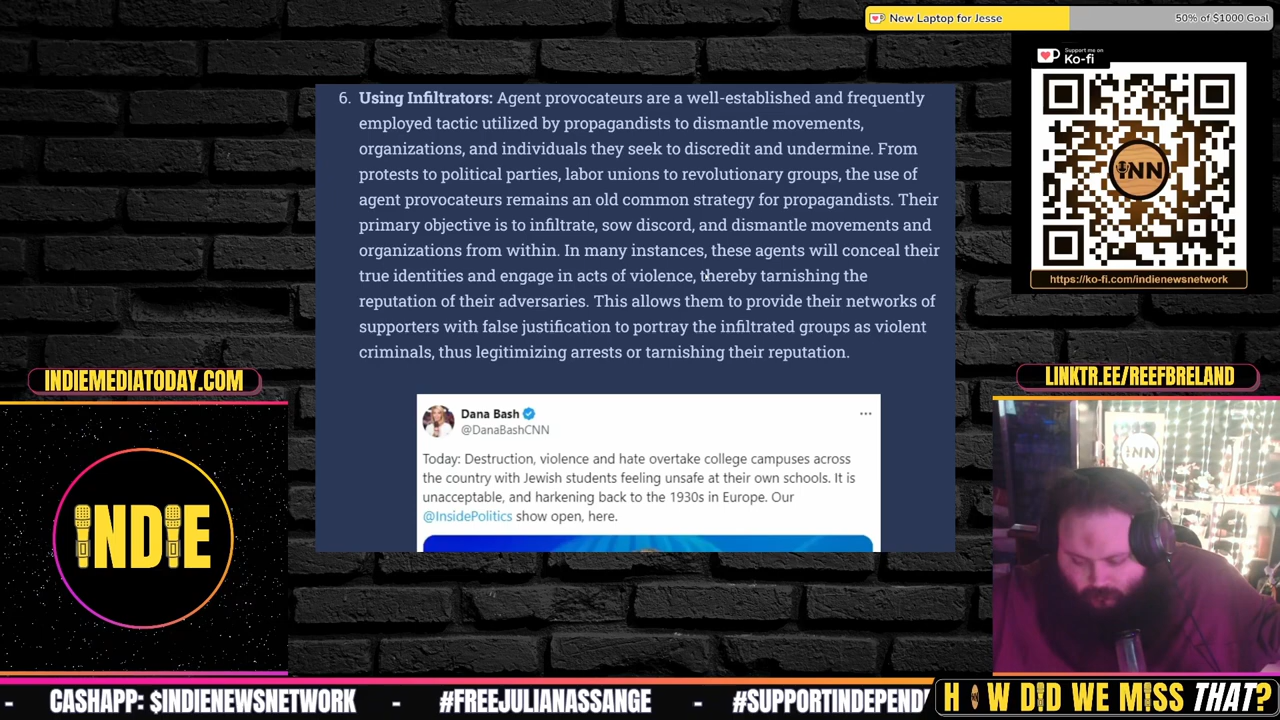 New Laptop for Jesse
50% of $1000 Goal
Support me on
Ko-fi
INN
https://ko-fi.com/indienewsnetwork
6. Using Infiltrators: Agent provocateurs are a well-established and frequently
employed tactic utilized by propagandists to dismantle movements,
organizations, and individuals they seek to discredit and undermine. From
protests to political parties, labor unions to revolutionary groups, the use of
agent provocateurs remains an old common strategy for propagandists. Their
primary objective is to infiltrate, sow discord, and dismantle movements and
organizations from within. In many instances, these agents will conceal their
true identities and engage in acts of violence, thereby tarnishing the
reputation of their adversaries. This allows them to provide their networks of
supporters with false justification to portray the infiltrated groups as violent
criminals, thus legitimizing arrests or tarnishing their reputation.
INDIEMEDIATODAY.COM
LINKTR.EE/REEFBRELAND
Dana Bash
@DanaBashCNN
Today: Destruction, violence and hate overtake college campuses across
the country with Jewish students feeling unsafe at their own schools. It is
unacceptable, and harkening back to the 1930s in Europe. Our
@InsidePolitics show open, here.
INDIE
INN
- CASHAPP: $INDIENEWSNETWORK - #FREEJULIANASSANGE - #SUPPORTINDEPEND
HOW DID WE MISS THAT?